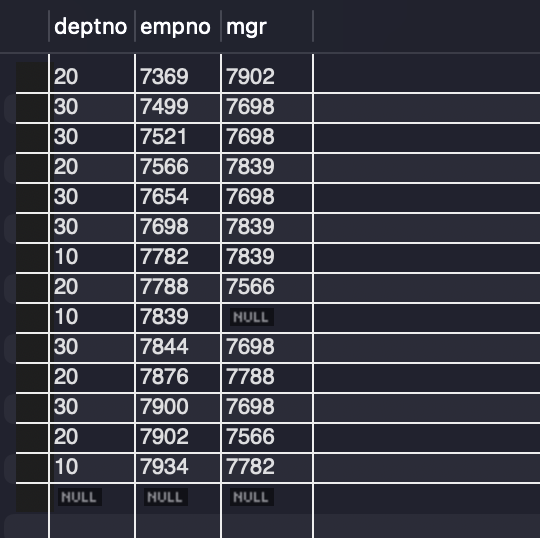 deptno empno mgr
20 7369 7902
30 7499 7698
30 7521 7698
20 7566 7839
30 7654 7698
30 7698 7839
10 7782 7839
20 7788 7566
10 7839 NULL
30 7844 7698
20 7876 7788
30 7900 7698
20 7902 7566
10 7934 7782
NULL NULL NULL